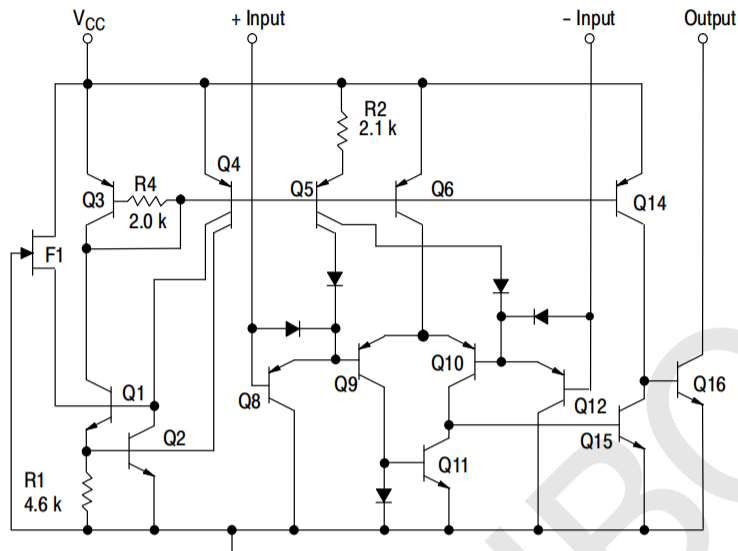 VCC
+ Input
– Input
Output
R2
2.1 k
Q4
R4
Q3
2.0 k
Q5
Q6
Q14
F1
Q1
Q8
Q9
Q10
Q12
Q16
Q2
Q11
Q15
R1
4.6 k